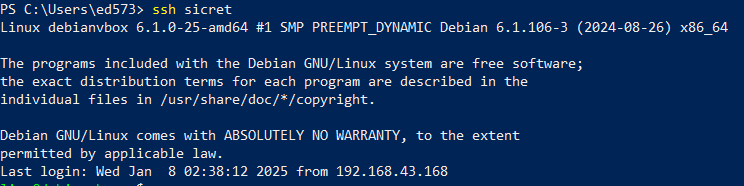 PS C:\Users\ed573> ssh sicret
Linux debianvbox 6.1.0-25-amd64 #1 SMP PREEMPT_DYNAMIC Debian 6.1.106-3 (2024-08-26) x86_64
The programs included with the Debian GNU/Linux system are free software;
the exact distribution terms for each program are described in the
individual files in /usr/share/doc/*/copyright.
Debian GNU/Linux comes with ABSOLUTELY NO WARRANTY, to the extent
permitted by applicable law.
Last login: Wed Jan  8 02:38:12 2025 from 192.168.43.168